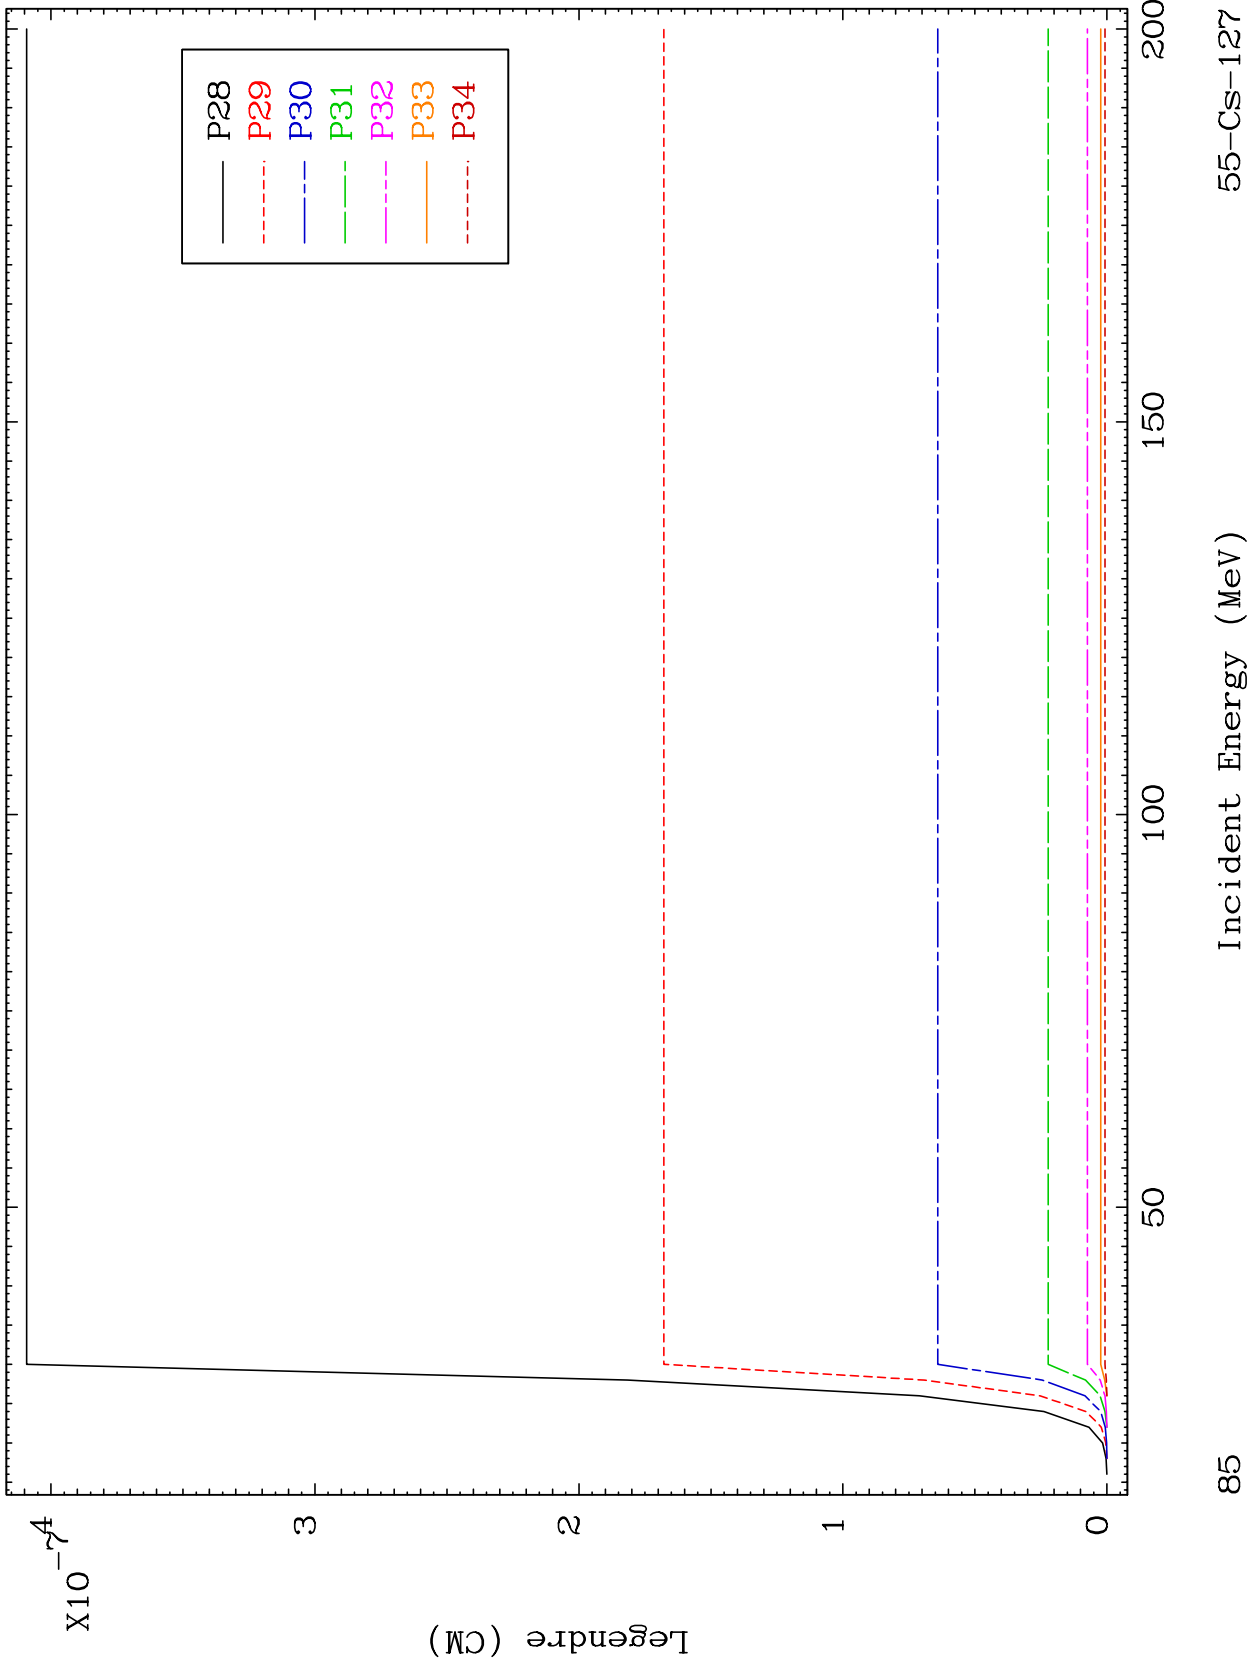 X10-7
4
3
2
1
0
Legendre (CM)
P28
P29
P30
P31
P32
P33
P34
50
100
150
200
Incident Energy (MeV)
85
55-Cs-127